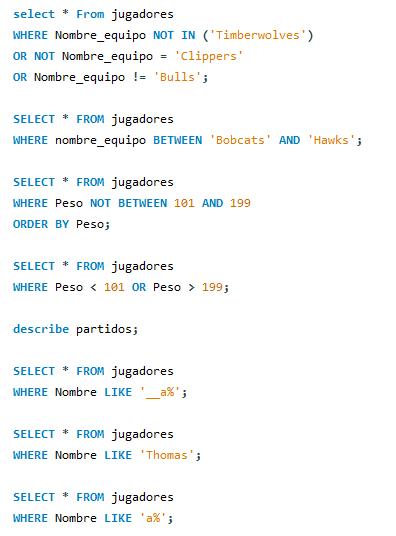 select * From jugadores
WHERE Nombre_equipo NOT IN ('Timberwolves')
OR NOT Nombre_equipo = 'Clippers'
OR Nombre_equipo != 'Bulls';
SELECT * FROM jugadores
WHERE nombre_equipo BETWEEN 'Bobcats' AND 'Hawks';
SELECT * FROM jugadores
WHERE Peso NOT BETWEEN 101 AND 199
ORDER BY Peso;
SELECT * FROM jugadores
WHERE Peso < 101 OR Peso > 199;
describe partidos;
SELECT * FROM jugadores
WHERE Nombre LIKE '__a%';
SELECT * FROM jugadores
WHERE Nombre LIKE 'Thomas';
SELECT * FROM jugadores
WHERE Nombre LIKE 'a%';